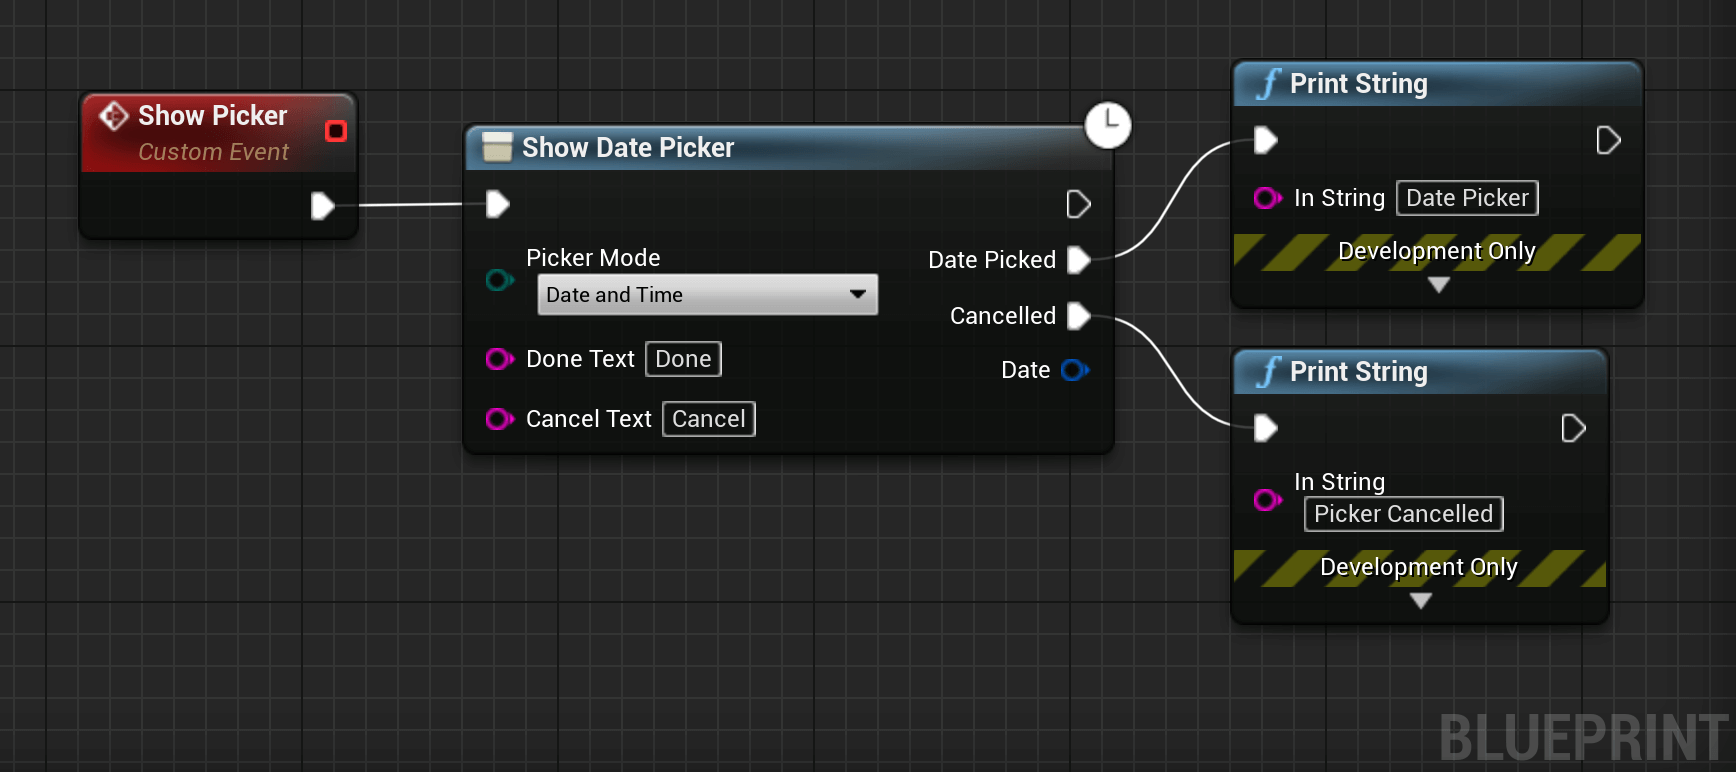 Show Picker
Custom Event
Show Date Picker
Picker Mode
Date and Time
Done Text Done
Cancel Text Cancel
Date Picked
Cancelled
Date
Print String
In String Date Picker
Development Only
Print String
In String
Picker Cancelled
Development Only
BLUEPRINT